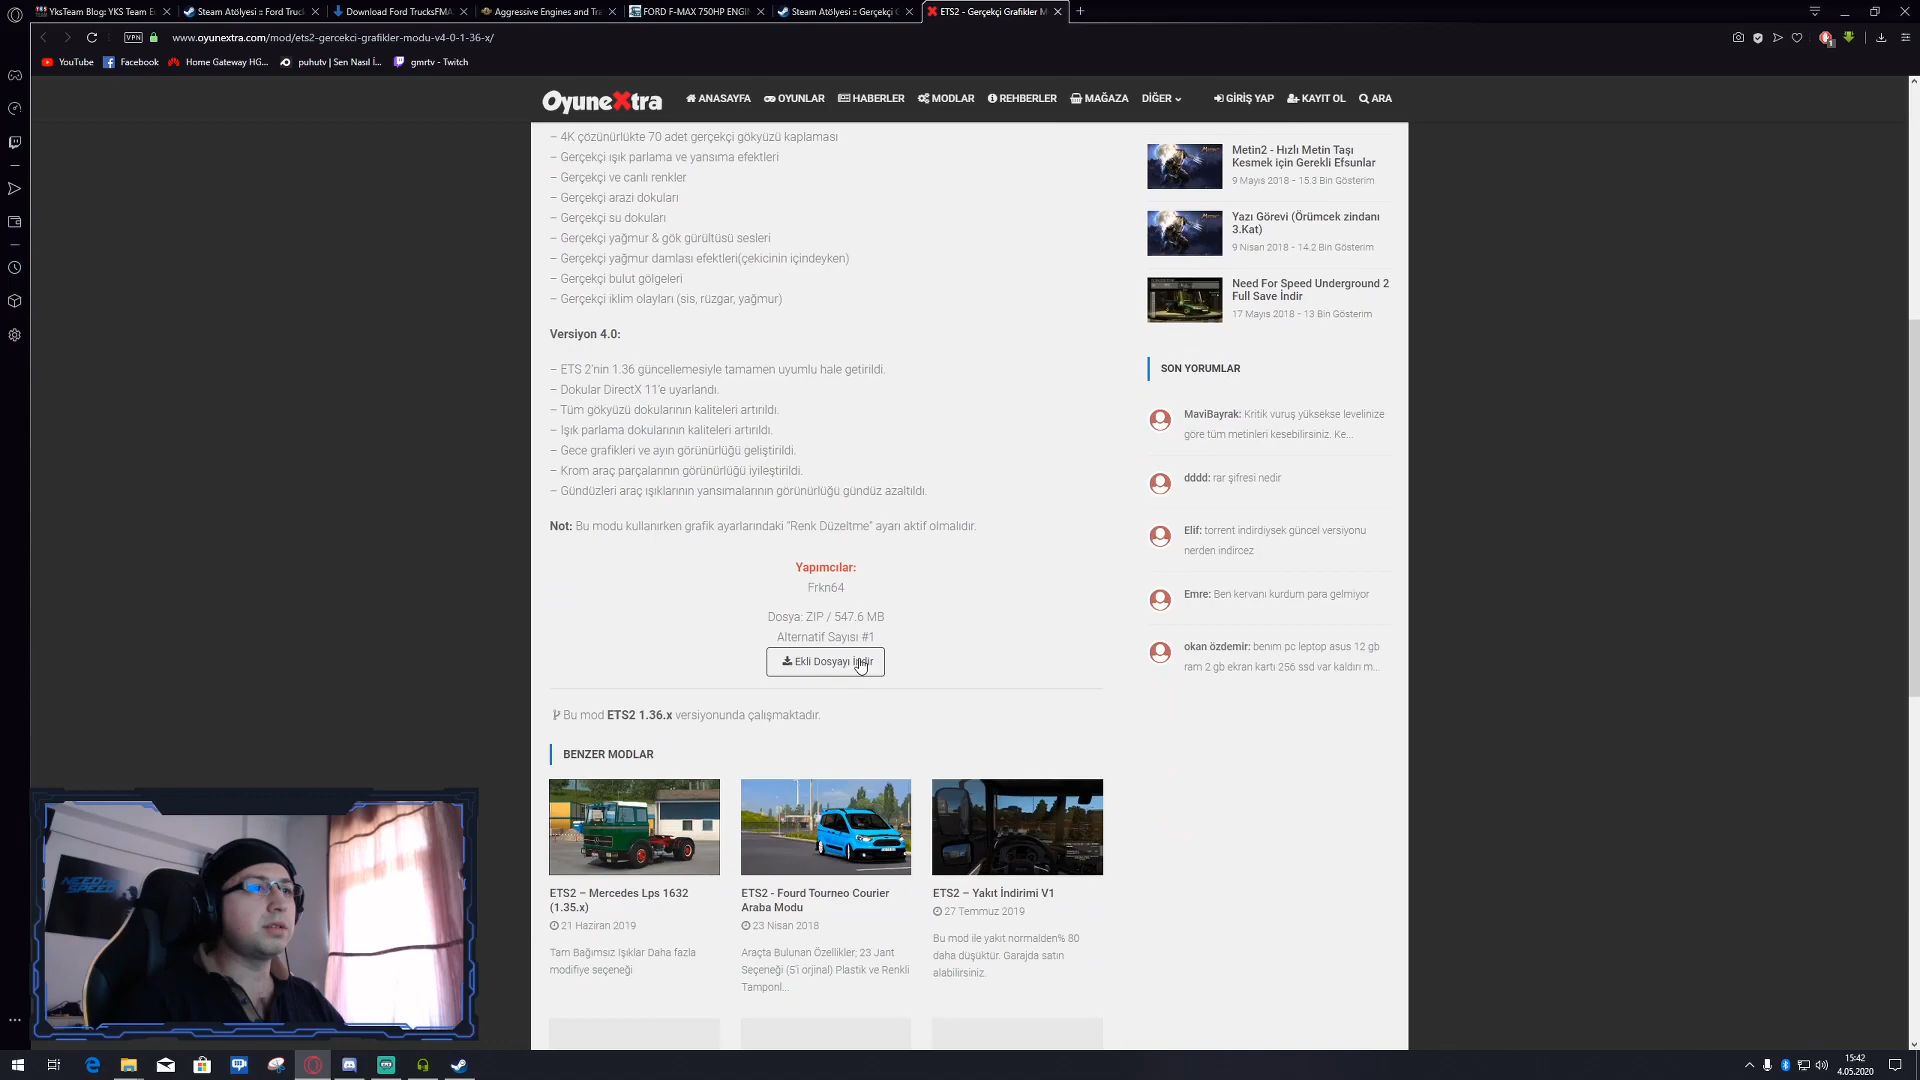 YksTeam Blog: YKS Team E
Steam Atölyesi :: Ford Truc
Download Ford TrucksFMA
Aggressive Engines and Tr
FORD F-MAX 750HP ENGIN
Steam Atölyesi :: Gerçekçi G
ETS2 - Gerçekçi Grafikler M
VPN
www.oyunextra.com/mod/ets2-gercekci-grafikler-modu-v4-0-1-36-x/
YouTube
Facebook
Home Gateway HG...
puhutv | Sen Nasıl İ...
gmrtv - Twitch
OyuneXtra
ANASAYFA
OYUNLAR
HABERLER
MODLAR
REHBERLER
MAĞAZA
DİĞER
GİRİŞ YAP
KAYIT OL
ARA
– 4K çözünürlükte 70 adet gerçekçi gökyüzü kaplaması
– Gerçekçi ışık parlama ve yansıma efektleri
– Gerçekçi ve canlı renkler
– Gerçekçi arazi dokuları
– Gerçekçi su dokuları
– Gerçekçi yağmur & gök gürültüsü sesleri
– Gerçekçi yağmur damlası efektleri(çekicinin içindeyken)
– Gerçekçi bulut gölgeleri
– Gerçekçi iklim olayları (sis, rüzgar, yağmur)
Versiyon 4.0:
– ETS 2'nin 1.36 güncellemesiyle tamamen uyumlu hale getirildi.
– Dokular DirectX 11'e uyarlandı.
– Tüm gökyüzü dokularının kaliteleri artırıldı.
– Işık parlama dokularının kaliteleri artırıldı.
– Gece grafikleri ve ayın görünürlüğü geliştirildi.
– Krom araç parçalarının görünürlüğü iyileştirildi.
– Gündüzleri araç ışıklarının yansımalarının görünürlüğü gündüz azaltıldı.
Not: Bu modu kullanırken grafik ayarlarındaki "Renk Düzeltme" ayarı aktif olmalıdır.
Yapımcılar:
Frkn64
Dosya: ZIP / 547.6 MB
Alternatif Sayısı #1
Ekli Dosyayı İndir
Bu mod ETS2 1.36.x versiyonunda çalışmaktadır.
BENZER MODLAR
ETS2 – Mercedes Lps 1632
(1.35.x)
21 Haziran 2019
Tam Bağımsız Işıklar Daha fazla
modifiye seçeneği
ETS2 - Fourd Tourneo Courier
Araba Modu
23 Nisan 2018
Araçta Bulunan Özellikler; 23 Jant
Seçeneği (5'i orjinal) Plastik ve Renkli
Tamponl...
ETS2 – Yakıt İndirimi V1
27 Temmuz 2019
Bu mod ile yakıt normalden% 80
daha düşüktür. Garajda satın
alabilirsiniz.
Metin2 - Hızlı Metin Taşı
Kesmek için Gerekli Efsunlar
9 Mayıs 2018 - 15.3 Bin Gösterim
Yazı Görevi (Örümcek zindanı
3.Kat)
9 Nisan 2018 - 14.2 Bin Gösterim
Need For Speed Underground 2
Full Save İndir
17 Mayıs 2018 - 13 Bin Gösterim
SON YORUMLAR
MaviBayrak: Kritik vuruş yüksekse levelinize
göre tüm metinleri kesebilirsiniz. Ke...
dddd: rar şifresi nedir
Elif: torrent indirdiysek güncel versiyonu
nerden indircez
Emre: Ben kervanı kurdum para gelmiyor
okan özdemir: benım pc leptop asus 12 gb
ram 2 gb ekran kartı 256 ssd var kaldırı m...
NEED FOR
SPEED
15:42
4.05.2020